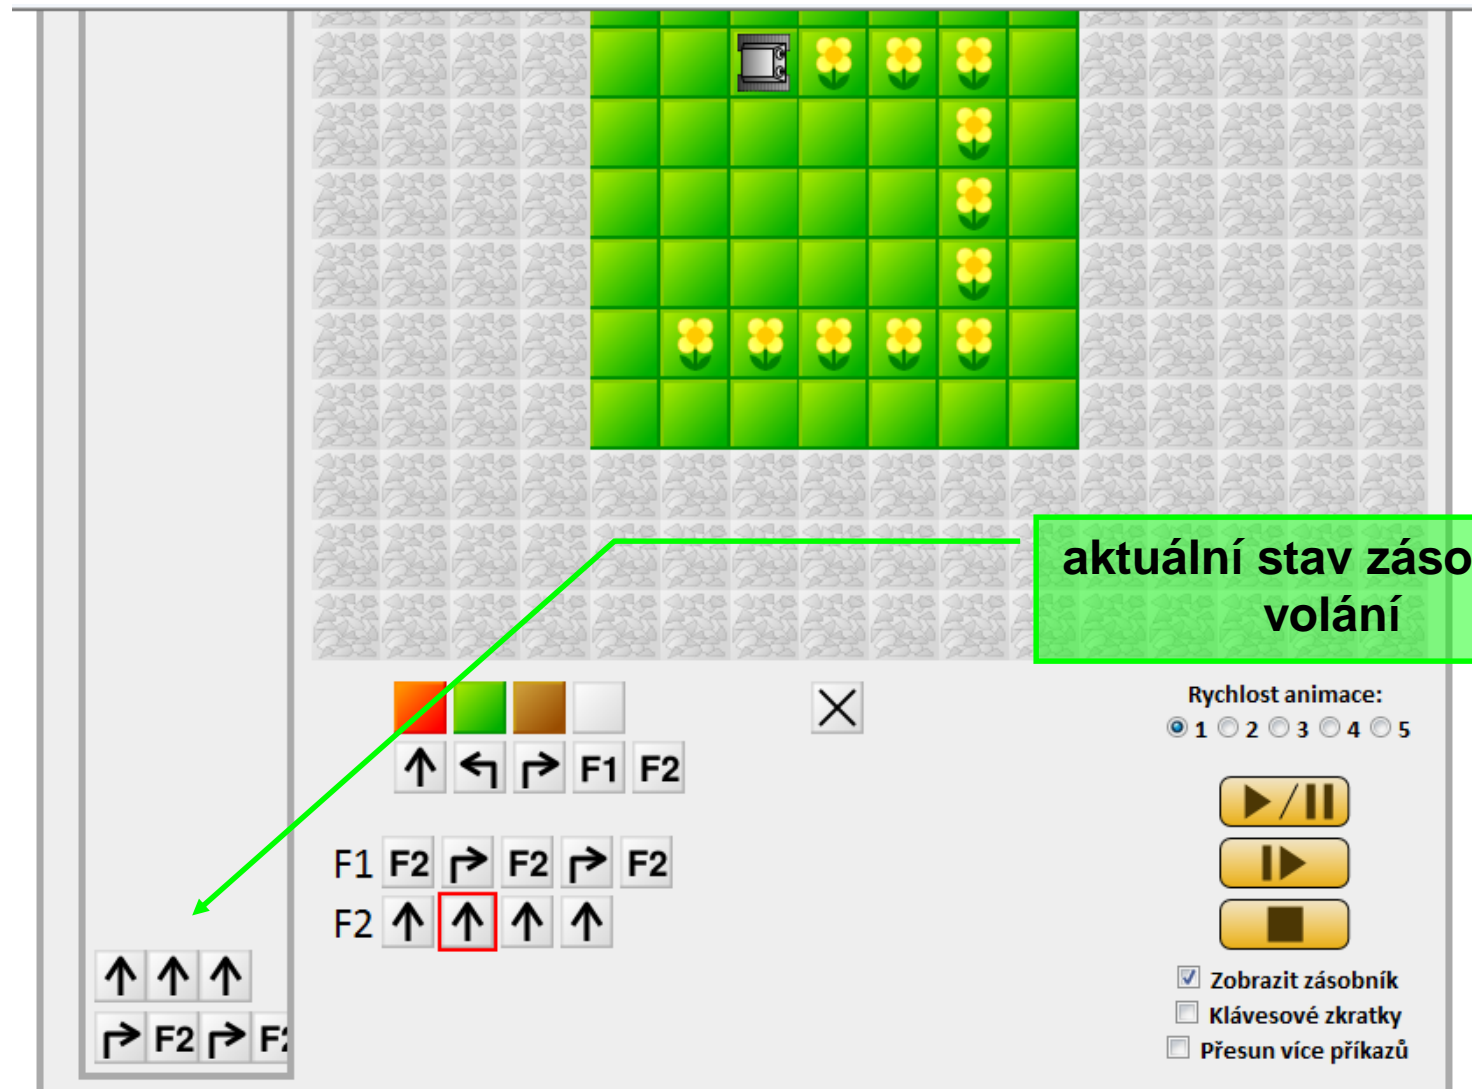 aktuální stav záso
volání
Rychlost animace:
1 2 3 4 5
F1 F2
F1 F2 F2 F2
F2
Zobrazit zásobník
F2
Klávesové zkratky
Přesun více příkazů